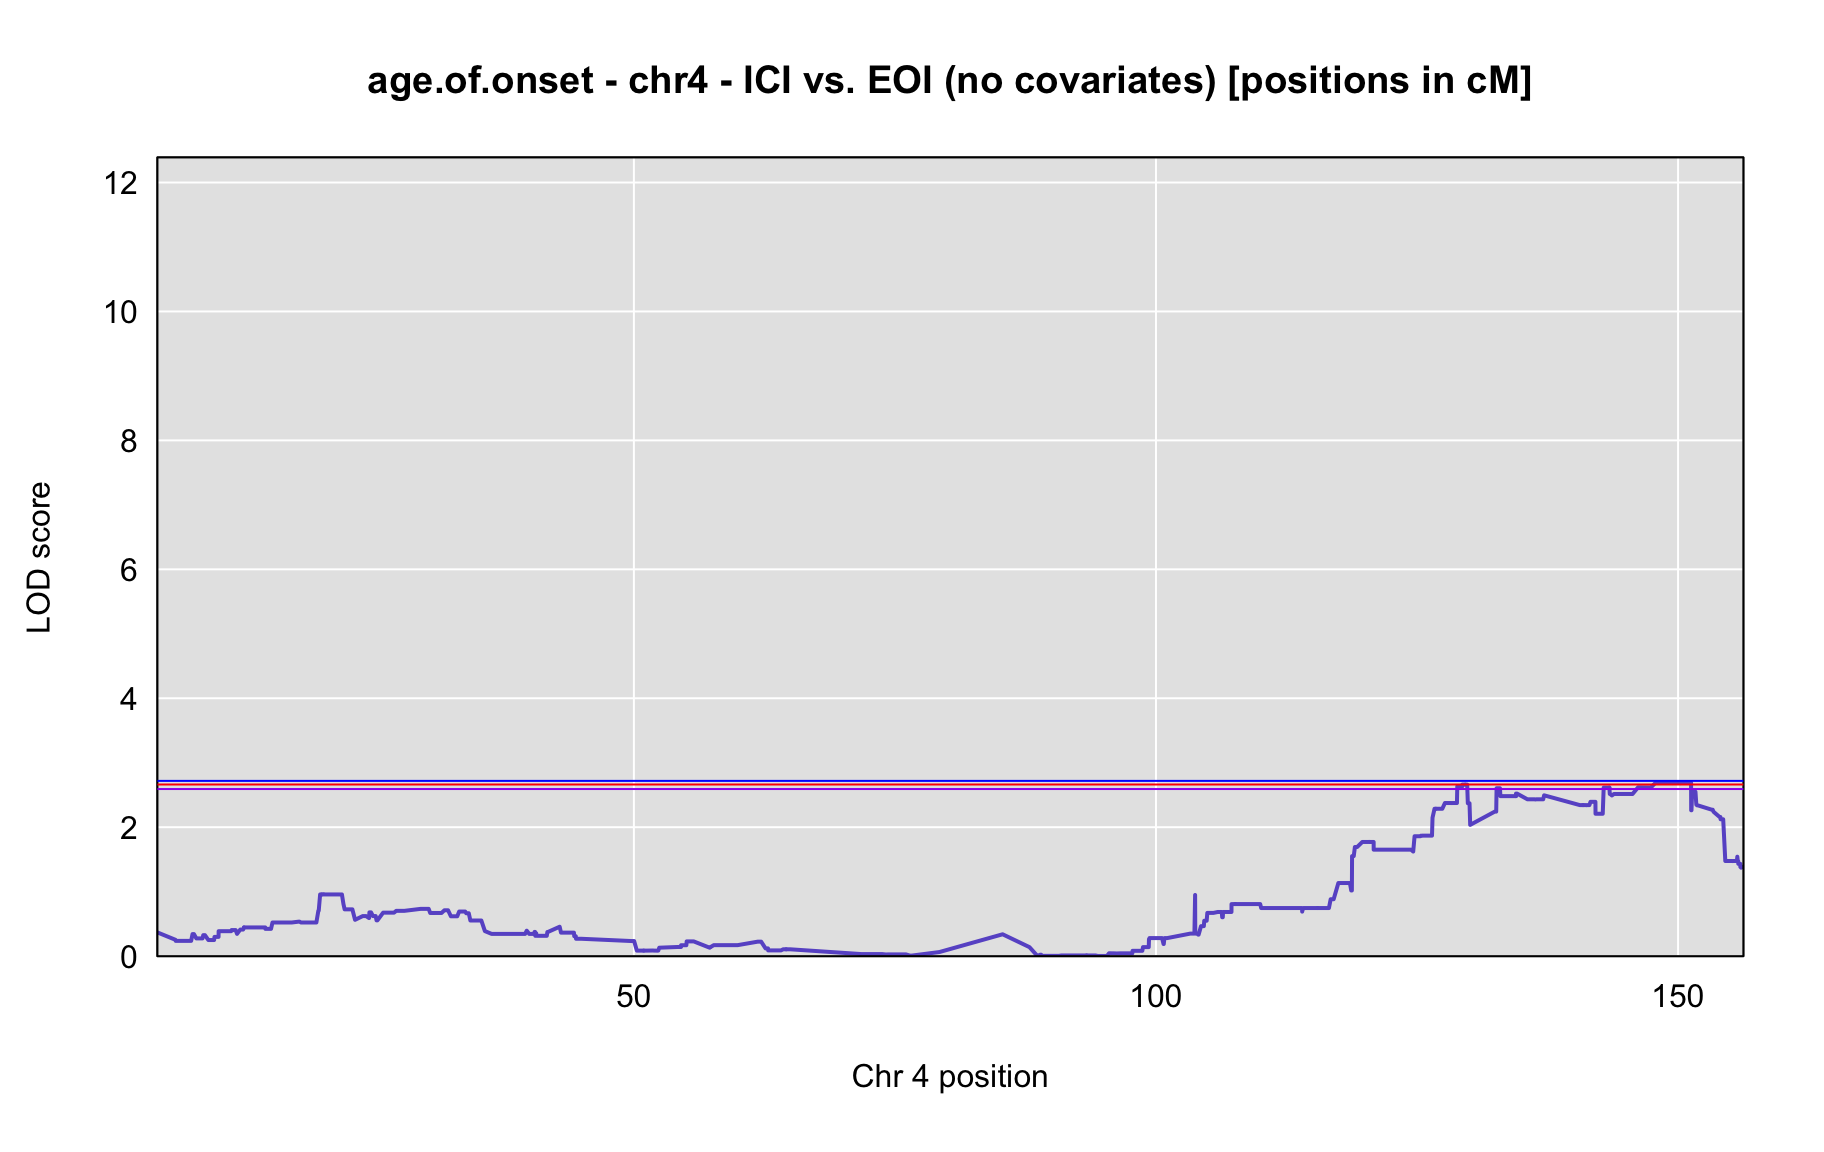 age.of.onset - chr4 - ICI vs. EOI (no covariates) [positions in cM]
12
10
8
6
4
2
0
LOD score
50 100 150
Chr 4 position